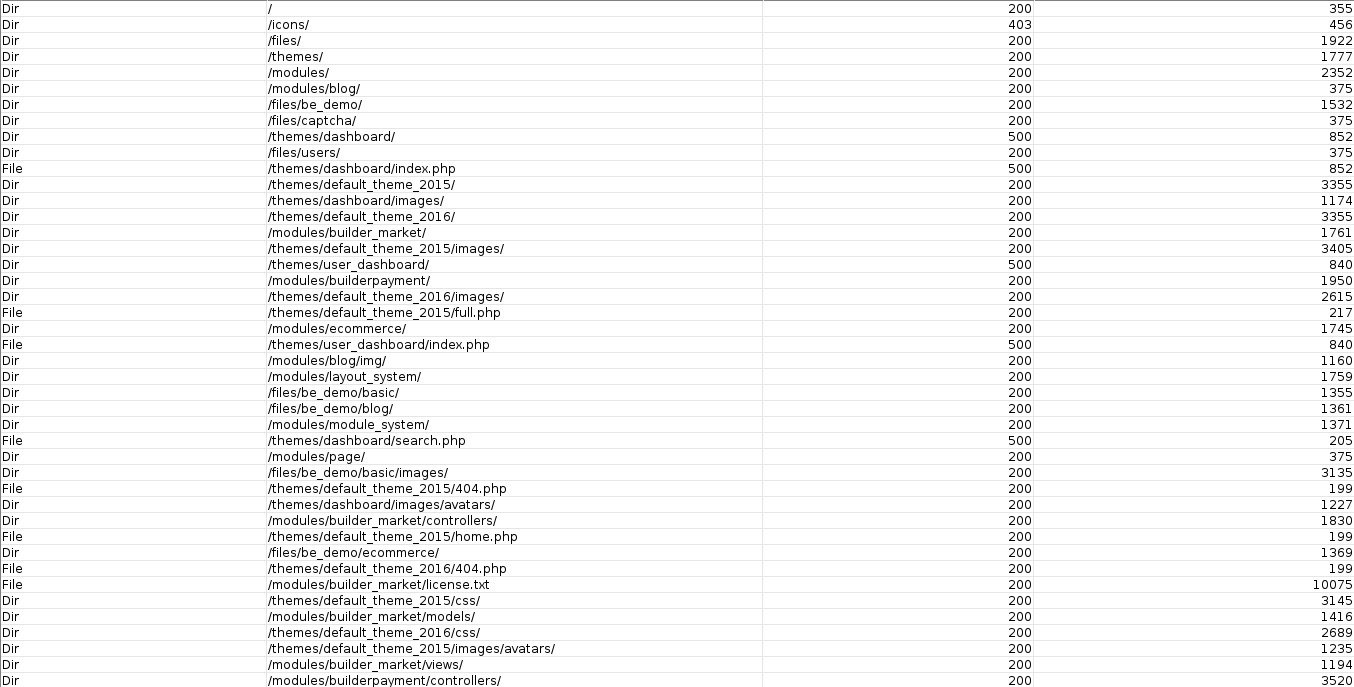 Dir / 200 355
Dir /icons/ 403 456
Dir /files/ 200 1922
Dir /themes/ 200 1777
Dir /modules/ 200 2352
Dir /modules/blog/ 200 375
Dir /files/be_demo/ 200 1532
Dir /files/captcha/ 200 375
Dir /themes/dashboard/ 500 852
Dir /files/users/ 200 375
File /themes/dashboard/index.php 500 852
Dir /themes/default_theme_2015/ 200 3355
Dir /themes/dashboard/images/ 200 1174
Dir /themes/default_theme_2016/ 200 3355
Dir /modules/builder_market/ 200 1761
Dir /themes/default_theme_2015/images/ 200 3405
Dir /themes/user_dashboard/ 500 840
Dir /modules/builderpayment/ 200 1950
Dir /themes/default_theme_2016/images/ 200 2615
File /themes/default_theme_2015/full.php 200 217
Dir /modules/ecommerce/ 200 1745
File /themes/user_dashboard/index.php 500 840
Dir /modules/blog/img/ 200 1160
Dir /modules/layout_system/ 200 1759
Dir /files/be_demo/basic/ 200 1355
Dir /files/be_demo/blog/ 200 1361
Dir /modules/module_system/ 200 1371
File /themes/dashboard/search.php 500 205
Dir /modules/page/ 200 375
Dir /files/be_demo/basic/images/ 200 3135
File /themes/default_theme_2015/404.php 200 199
Dir /themes/dashboard/images/avatars/ 200 1227
Dir /modules/builder_market/controllers/ 200 1830
File /themes/default_theme_2015/home.php 200 199
Dir /files/be_demo/ecommerce/ 200 1369
File /themes/default_theme_2016/404.php 200 199
File /modules/builder_market/license.txt 200 10075
Dir /themes/default_theme_2015/css/ 200 3145
Dir /modules/builder_market/models/ 200 1416
Dir /themes/default_theme_2016/css/ 200 2689
Dir /themes/default_theme_2015/images/avatars/ 200 1235
Dir /modules/builder_market/views/ 200 1194
Dir /modules/builderpayment/controllers/ 200 3520